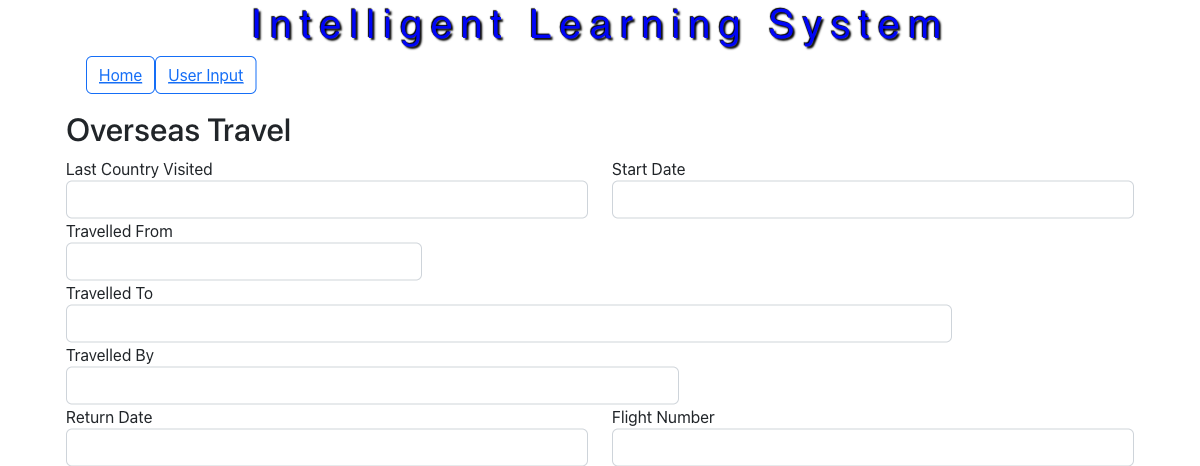 Intelligent Learning System
Home User Input
Overseas Travel
Last Country Visited Start Date
Travelled From
Travelled To
Travelled By
Return Date Flight Number